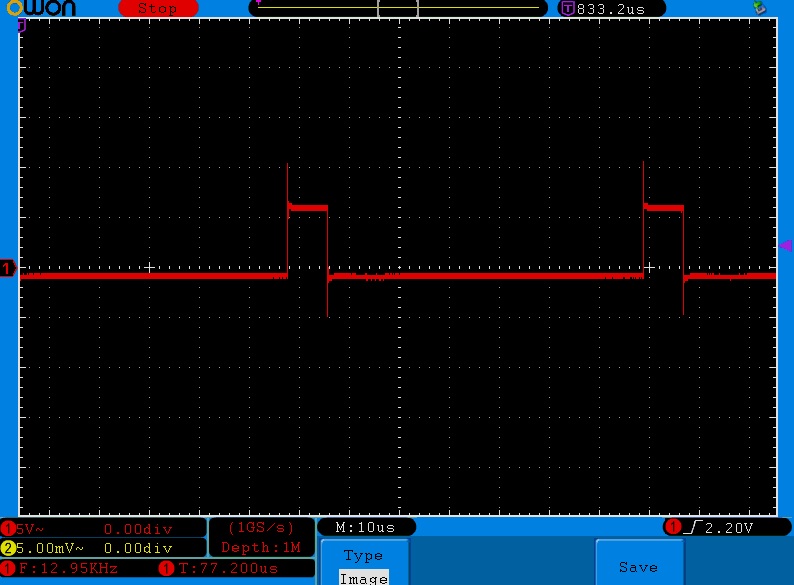 OWON Stop T 833.2us
1
1 5V~ 0.00div (1GS/s) M:10us 1 2.20V
2 5.00mV~ 0.00div Depth:1M Type
1 F:12.95KHz 1 T:77.200us Image Save